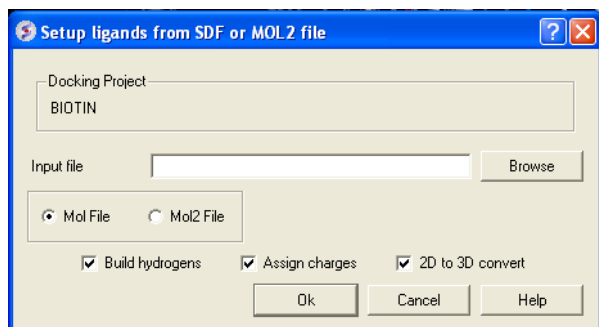 Setup ligands from SDF or MOL2 file
Docking Project
BIOTIN
Input file Browse
Mol File Mol2 File
Build hydrogens Assign charges 2D to 3D convert
Ok Cancel Help